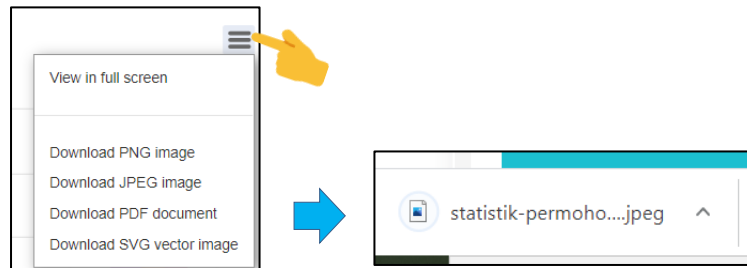 View in full screen
Download PNG image
Download JPEG image
Download PDF document
Download SVG vector image
statistik-permoho....jpeg